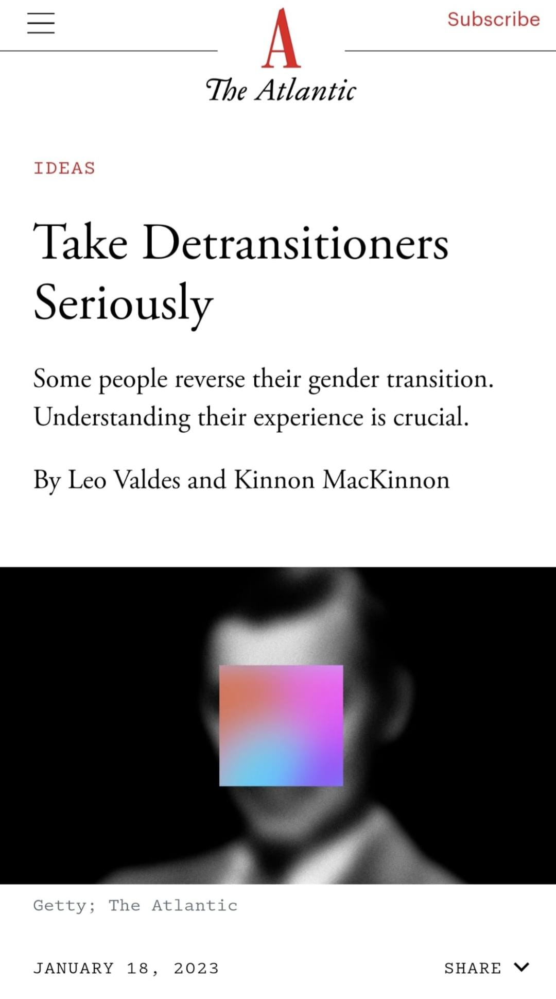 Subscribe
A
The Atlantic
IDEAS
Take Detransitioners
Seriously
Some people reverse their gender transition.
Understanding their experience is crucial.
By Leo Valdes and Kinnon MacKinnon
Getty; The Atlantic
JANUARY 18, 2023
SHARE